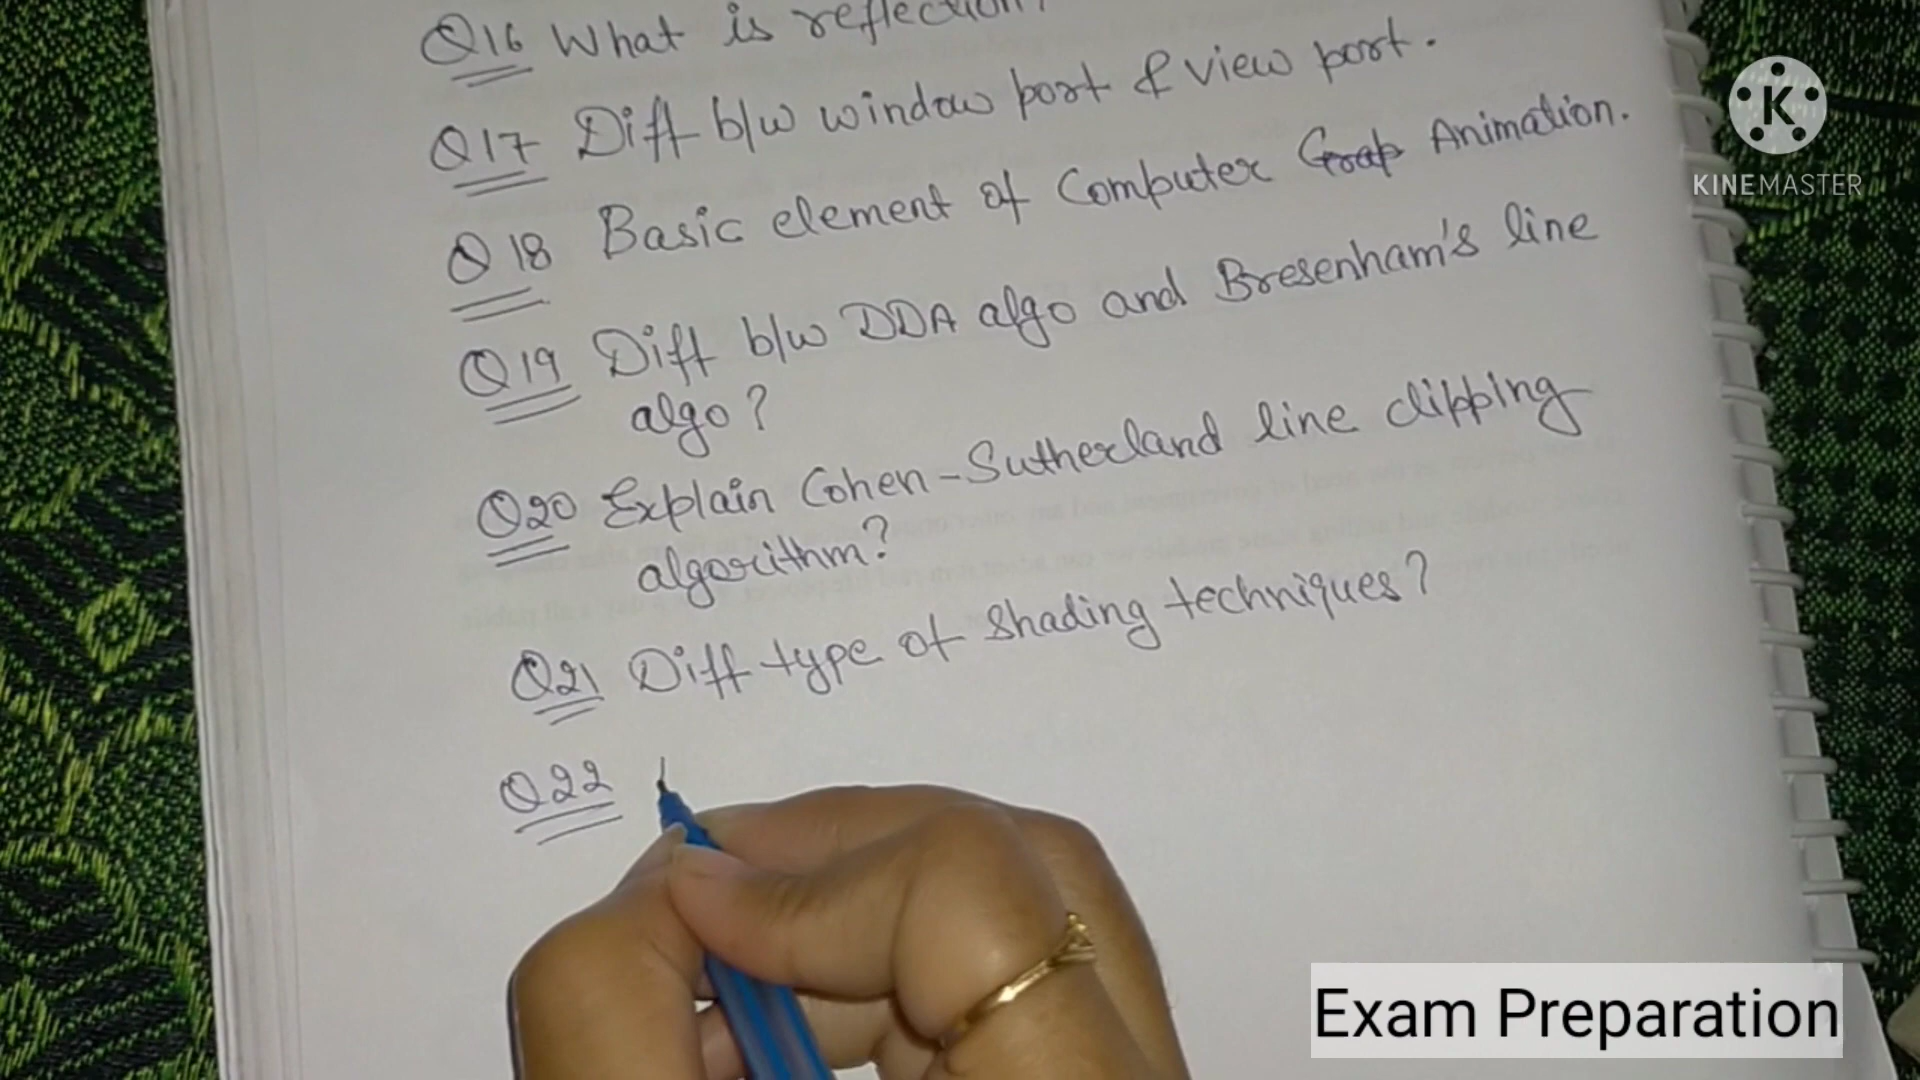 Q16 What is reflection?
Q17 Diff b/w window port & view port.
Q18 Basic element of Computer Animation.
Q19 Diff b/w DDA algo and Bresenham's line
algo?
Q20 Explain Cohen-Sutherland line clipping
algorithm?
Q21 Diff type of Shading techniques?
Q22
K
KINEMASTER
Exam Preparation